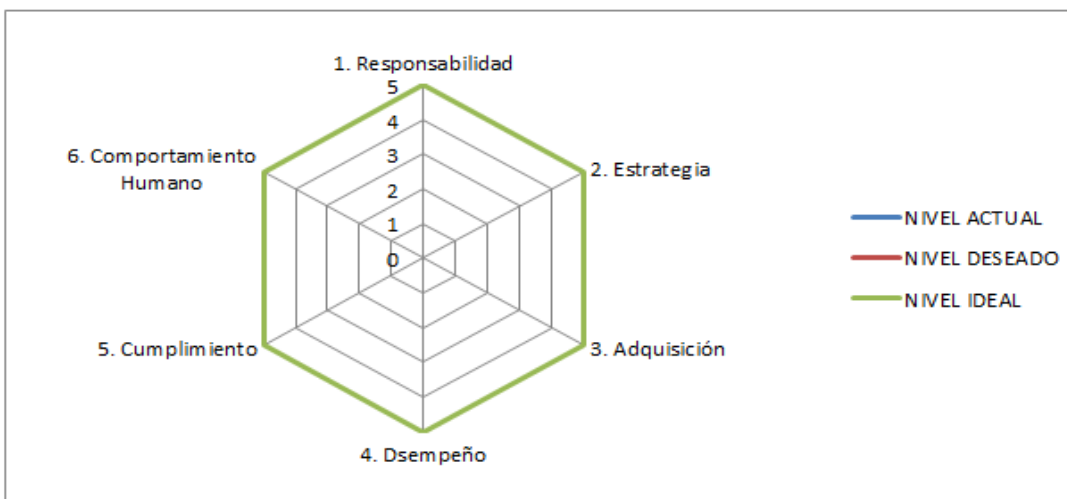 1. Responsabilidad
5
4
3
2
1
0
2. Estrategia
3. Adquisición
4. Dsempeño
5. Cumplimiento
6. Comportamiento
Humano
NIVEL ACTUAL
NIVEL DESEADO
NIVEL IDEAL